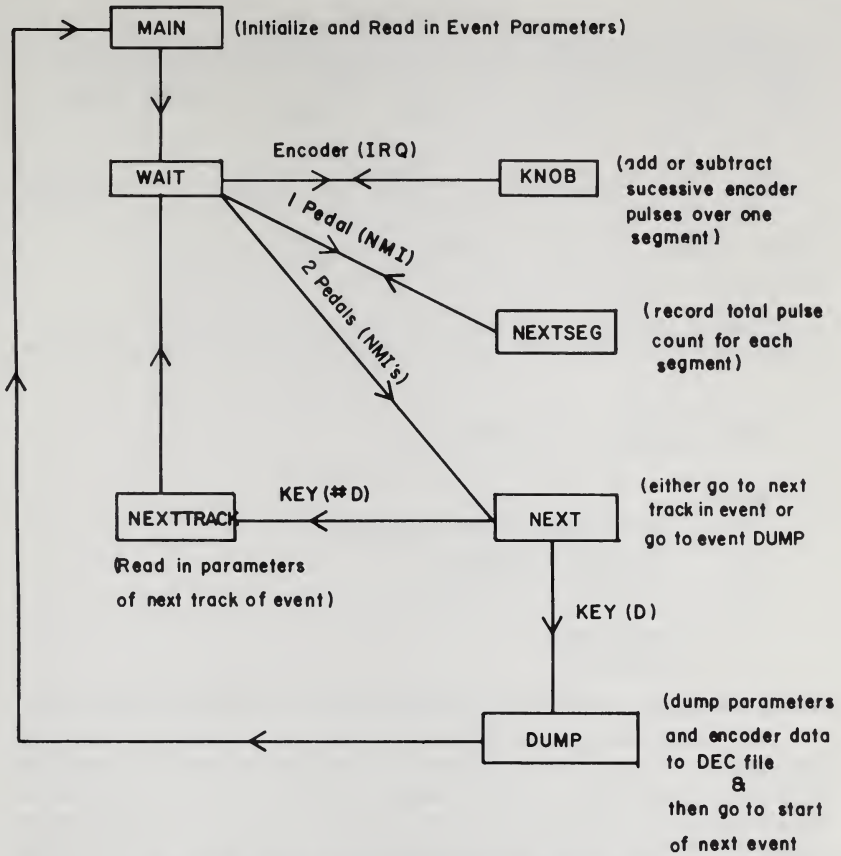 MAIN (Initialize and Read in Event Parameters)
Encoder (IRQ)
WAIT
KNOB
(add or subtract
sucessive encoder
pulses over one
segment)
1 Pedal (NMI)
2 Pedals (NMI's)
NEXTSEG
(record total pulse
count for each
segment)
KEY (#D)
NEXTTRACK
(Read in parameters
of next track of event)
NEXT
(either go to next
track in event or
go to event DUMP
KEY (D)
DUMP
(dump parameters
and encoder data
to DEC file
&
then go to start
of next event